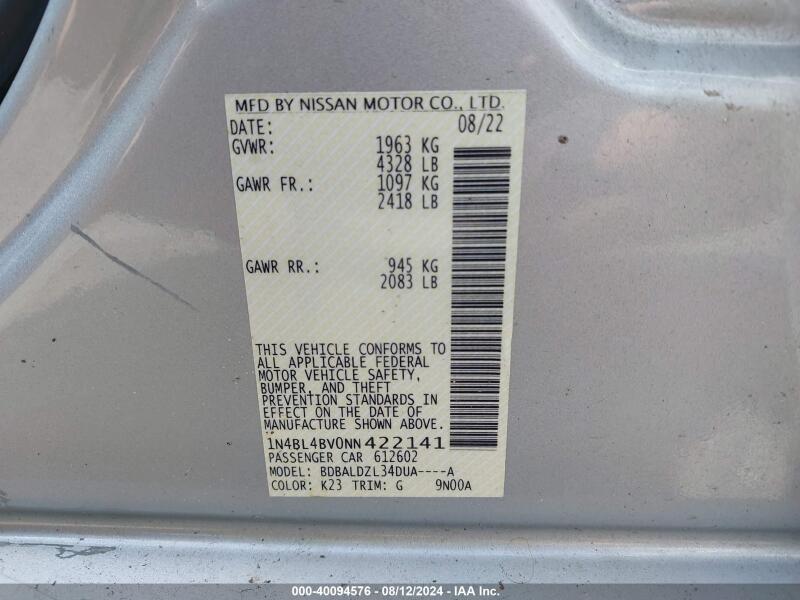 MFD BY NISSAN MOTOR CO., LTD.
DATE: 08/22
GVWR: 1963 KG
4328 LB
GAWR FR.: 1097 KG
2418 LB
GAWR RR.: 945 KG
2083 LB
THIS VEHICLE CONFORMS TO
ALL APPLICABLE FEDERAL
MOTOR VEHICLE SAFETY,
BUMPER, AND THEFT
PREVENTION STANDARDS IN
EFFECT ON THE DATE OF
MANUFACTURE SHOWN ABOVE.
1N4BL4BV0NN422141
PASSENGER CAR 612602
MODEL: BDBALDZL34DUA----A
COLOR: K23 TRIM: G 9N00A
000-40094576 - 08/12/2024 - IAA Inc.